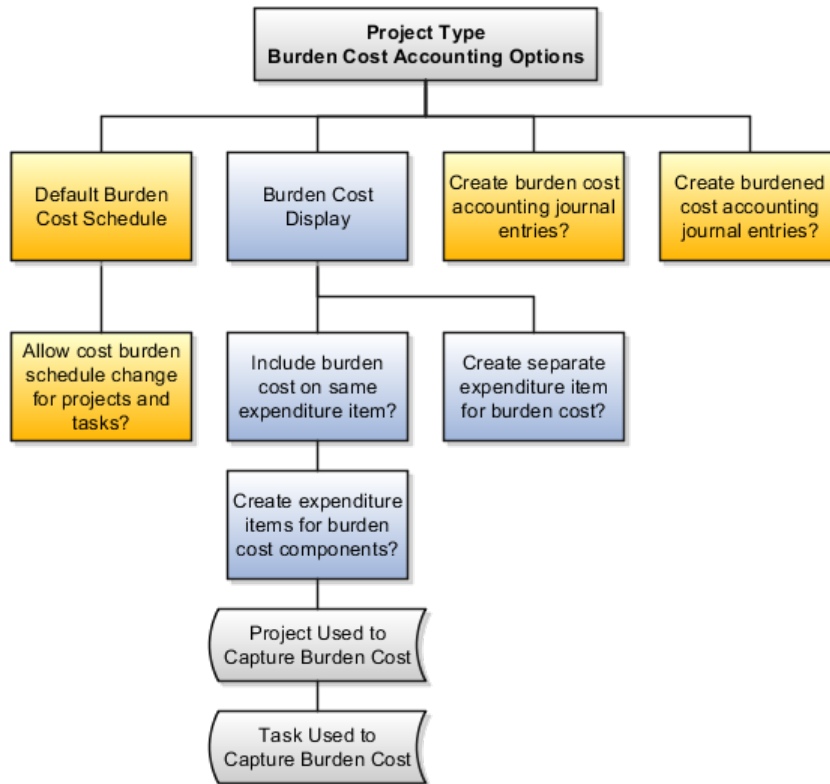 Project Type
Burden Cost Accounting Options
Default Burden
Cost Schedule
Burden Cost
Display
Create burden cost
accounting journal
entries?
Create burdened
cost accounting
journal entries?
Allow cost burden
schedule change
for projects and
tasks?
Include burden
cost on same
expenditure item?
Create separate
expenditure item
for burden cost?
Create expenditure
items for burden
cost components?
Project Used to
Capture Burden Cost
Task Used to
Capture Burden Cost